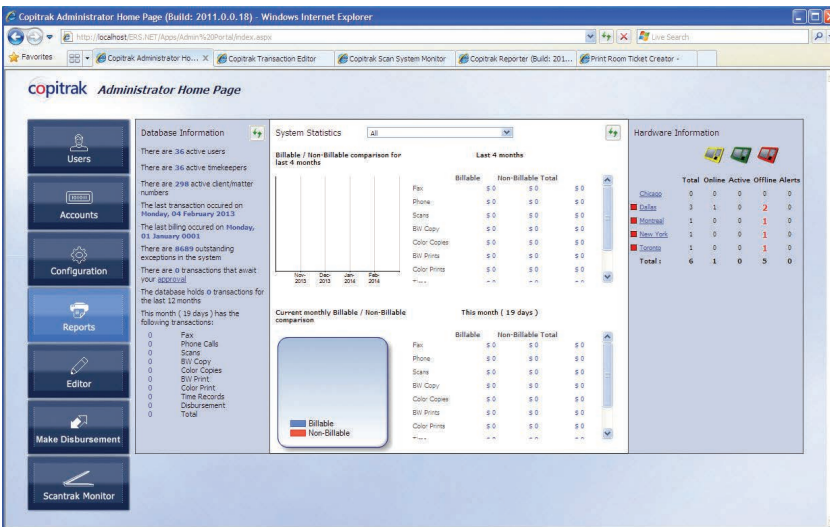 Copitrak Administrator Home Page (Build: 2011.0.0.18) - Windows Internet Explorer
http://localhost/ERS.NET/Apps/Admin%20Portal/index.aspx
Live Search
Favorites
Copitrak Administrator Ho... X
Copitrak Transaction Editor
Copitrak Scan System Monitor
Copitrak Reporter (Build: 201...
Print Room Ticket Creator -
copitrak Administrator Home Page
Users
Accounts
Configuration
Reports
Editor
Make Disbursement
Scantrak Monitor
Database Information
There are 36 active users
There are 36 active timekeepers
There are 298 active client/matter
numbers
The last transaction occured on
Monday, 04 February 2013
The last billing occured on Monday,
01 January 0001
There are 8689 outstanding
exceptions in the system
There are 0 transactions that await
your approval
The database holds 0 transactions for
the last 12 months
This month ( 19 days ) has the
following transactions:
0 Fax
0 Phone Calls
0 Scans
0 BW Copy
0 Color Copies
0 BW Print
0 Color Print
0 Time Records
0 Disbursement
0 Total
System Statistics
All
Billable / Non-Billable comparison for
last 4 months
Nov-2013 Dec-2013 Jan-2014 Feb-2014
Last 4 months
Billable Non-Billable Total
Fax $ 0 $ 0 $ 0
Phone $ 0 $ 0 $ 0
Scans $ 0 $ 0 $ 0
BW Copy $ 0 $ 0 $ 0
Color Copies $ 0 $ 0 $ 0
BW Prints $ 0 $ 0 $ 0
Color Prints $ 0 $ 0 $ 0
Current monthly Billable / Non-Billable
comparison
Billable
Non-Billable
This month ( 19 days )
Billable Non-Billable Total
Fax $ 0 $ 0 $ 0
Phone $ 0 $ 0 $ 0
Scans $ 0 $ 0 $ 0
BW Copy $ 0 $ 0 $ 0
Color Copies $ 0 $ 0 $ 0
BW Prints $ 0 $ 0 $ 0
Color Prints $ 0 $ 0 $ 0
Hardware Information
Total Online Active Offline Alerts
Chicago 0 0 0 0 0
Dallas 3 1 0 2 0
Montreal 1 0 0 1 0
New York 1 0 0 1 0
Toronto 1 0 0 1 0
Total : 6 1 0 5 0